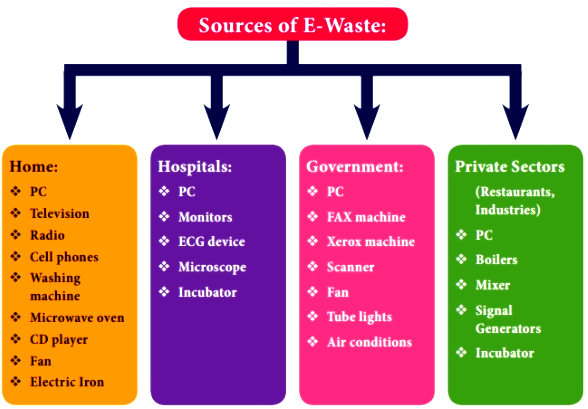 Sources of E-Waste:
Home:
❖ PC
❖ Television
❖ Radio
❖ Cell phones
❖ Washing
machine
❖ Microwave oven
❖ CD player
❖ Fan
❖ Electric Iron
Hospitals:
❖ PC
❖ Monitors
❖ ECG device
❖ Microscope
❖ Incubator
Government:
❖ PC
❖ FAX machine
❖ Xerox machine
❖ Scanner
❖ Fan
❖ Tube lights
❖ Air conditions
Private Sectors
(Restaurants,
Industries)
❖ PC
❖ Boilers
❖ Mixer
❖ Signal
Generators
❖ Incubator